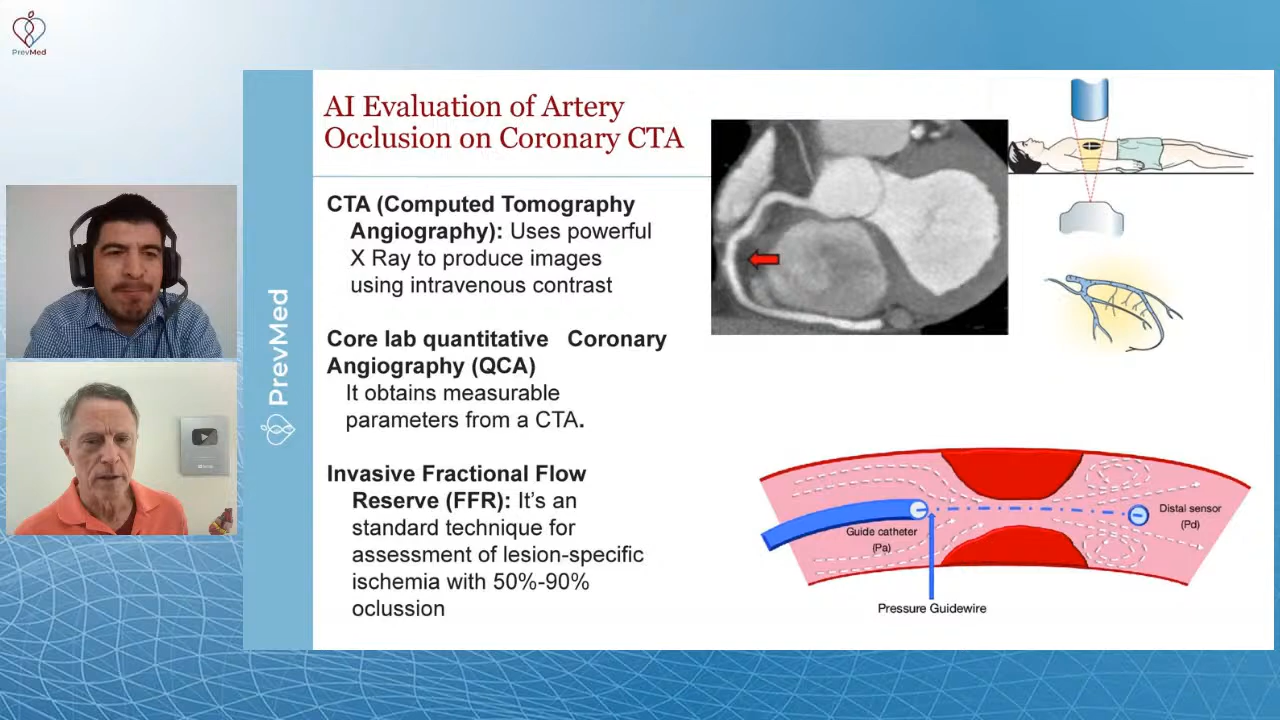 PrevMed
AI Evaluation of Artery
Occlusion on Coronary CTA
CTA (Computed Tomography
Angiography): Uses powerful
X Ray to produce images
using intravenous contrast
Core lab quantitative Coronary
Angiography (QCA)
It obtains measurable
parameters from a CTA.
Invasive Fractional Flow
Reserve (FFR): It's an
standard technique for
assessment of lesion-specific
ischemia with 50%-90%
oclussion
PrevMed
Guide catheter
(Pa)
Distal sensor
(Pd)
Pressure Guidewire